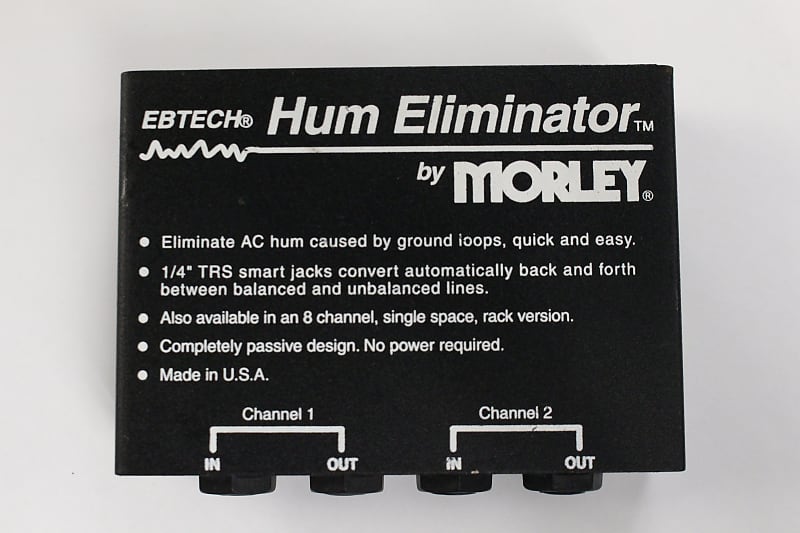 EBTECH® Hum Eliminator™
by MORLEY®
• Eliminate AC hum caused by ground loops, quick and easy.
• 1/4" TRS smart jacks convert automatically back and forth
between balanced and unbalanced lines.
• Also available in an 8 channel, single space, rack version.
• Completely passive design. No power required.
• Made in U.S.A.
Channel 1 Channel 2
IN OUT IN OUT